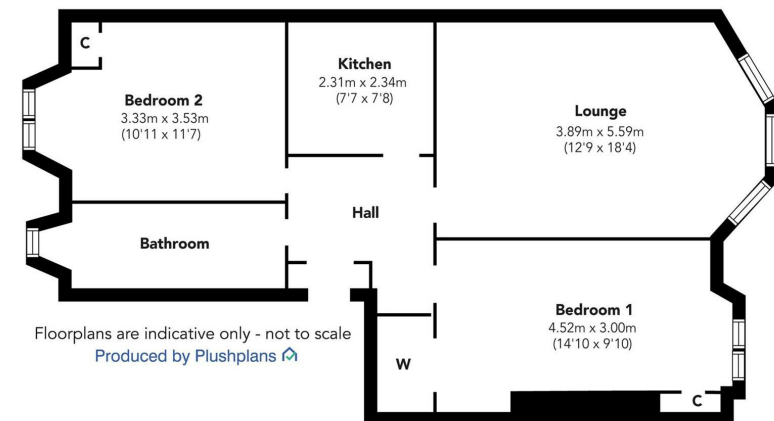 C
Bedroom 2
3.33m x 3.53m
(10'11 x 11'7)
Kitchen
2.31m x 2.34m
(7'7 x 7'8)
Lounge
3.89m x 5.59m
(12'9 x 18'4)
Hall
Bathroom
Bedroom 1
4.52m x 3.00m
(14'10 x 9'10)
W
C
Floorplans are indicative only - not to scale
Produced by Plushplans